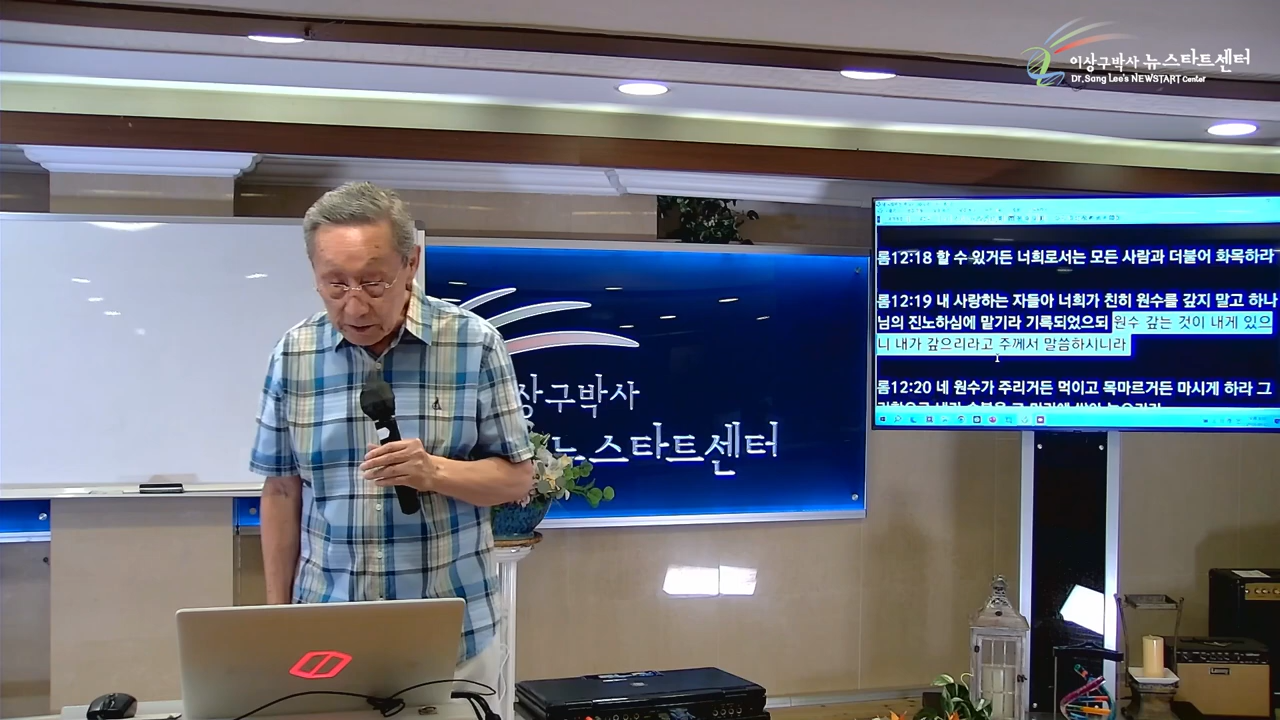 이상구박사 뉴스타트센터
Dr. Sang Lee's NEWSTART Center
롬12:18 할 수 있거든 너희로서는 모든 사람과 더불어 화목하라
롬12:19 내 사랑하는 자들아 너희가 친히 원수를 갚지 말고 하나
님의 진노하심에 맡기라 기록되었으되 원수 갚는 것이 내게 있으
니 내가 갚으리라고 주께서 말씀하시니라
롬12:20 네 원수가 주리거든 먹이고 목마르거든 마시게 하라 그
상구박사
뉴스타트센터
Laney